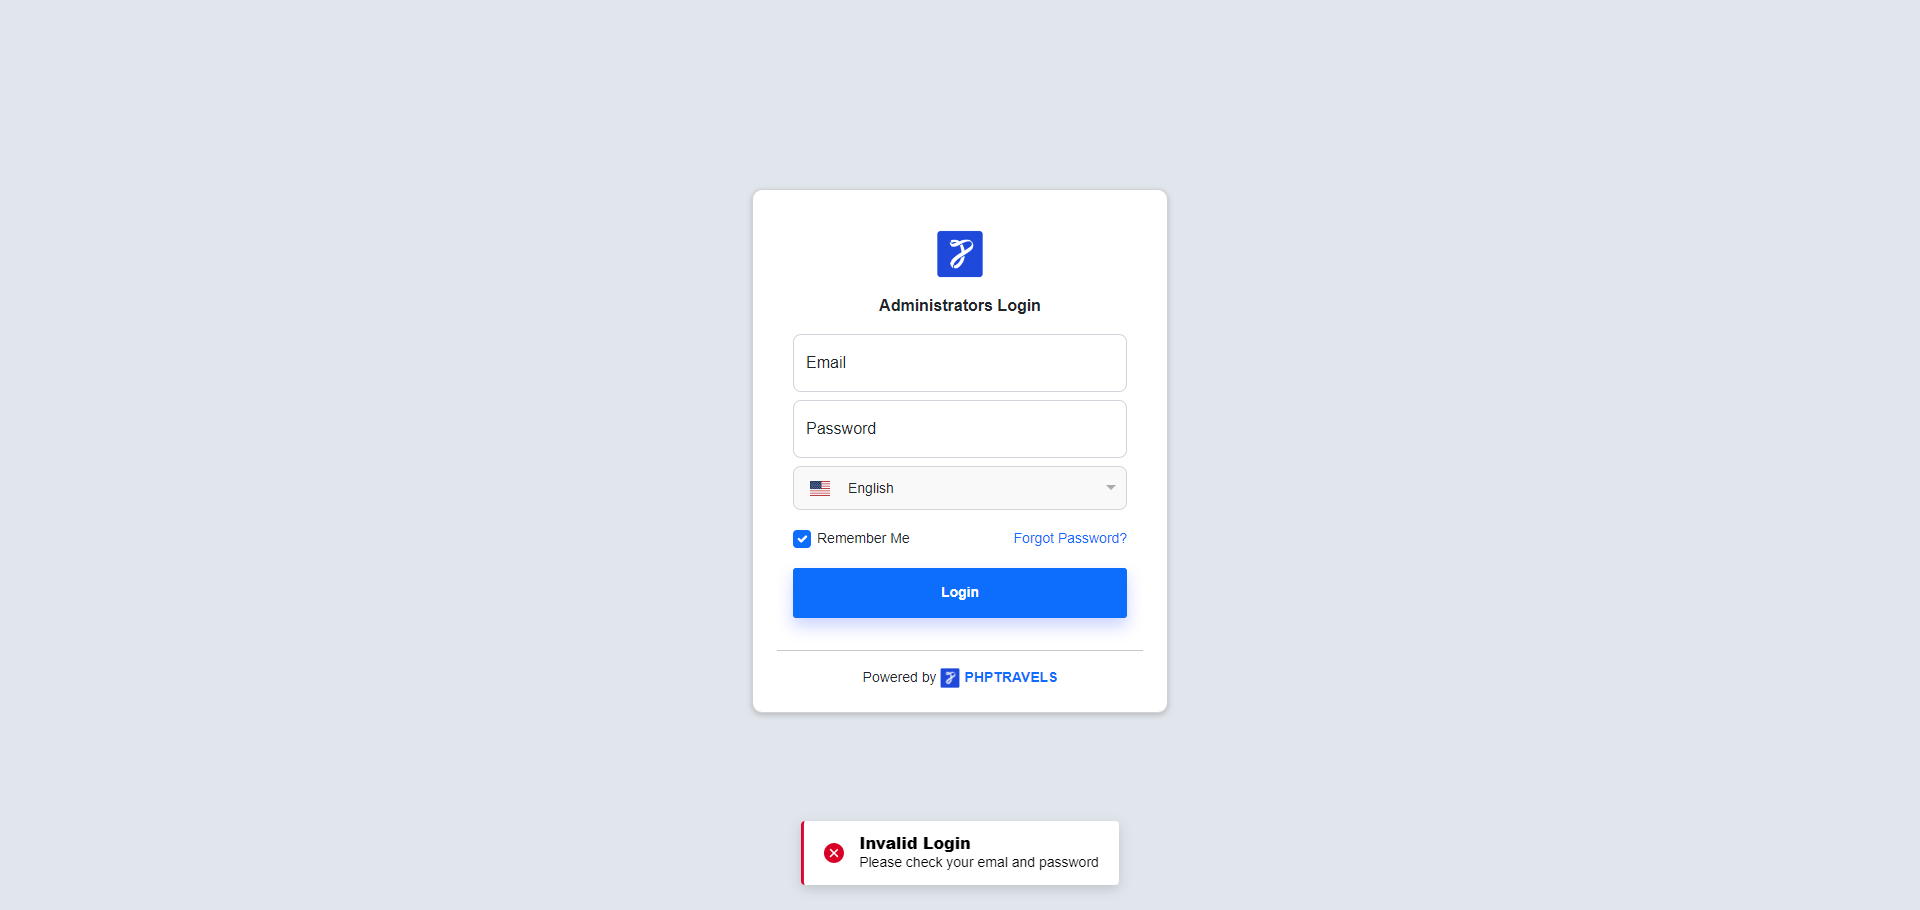 Administrators Login
Email
Password
English
Remember Me
Forgot Password?
Login
Powered by PHPTRAVELS
Invalid Login
Please check your emal and password